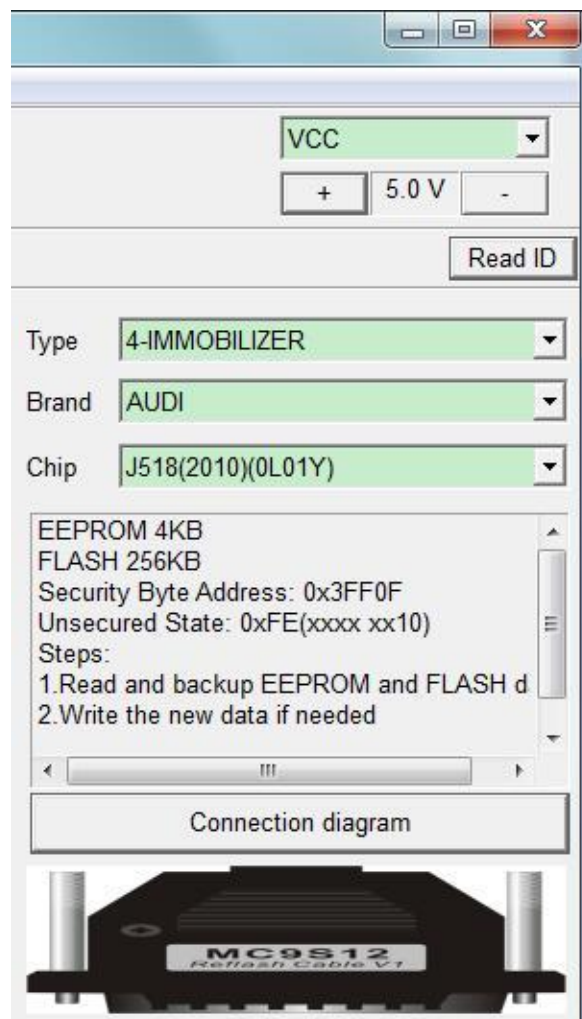 VCC
+ 5.0 V -
Read ID
Type 4-IMMOBILIZER
Brand AUDI
Chip J518(2010)(0L01Y)
EEPROM 4KB
FLASH 256KB
Security Byte Address: 0x3FF0F
Unsecured State: 0xFE(xxxx xx10)
Steps:
1.Read and backup EEPROM and FLASH d
2.Write the new data if needed
Connection diagram
MC9S12
Reflash Cable V1